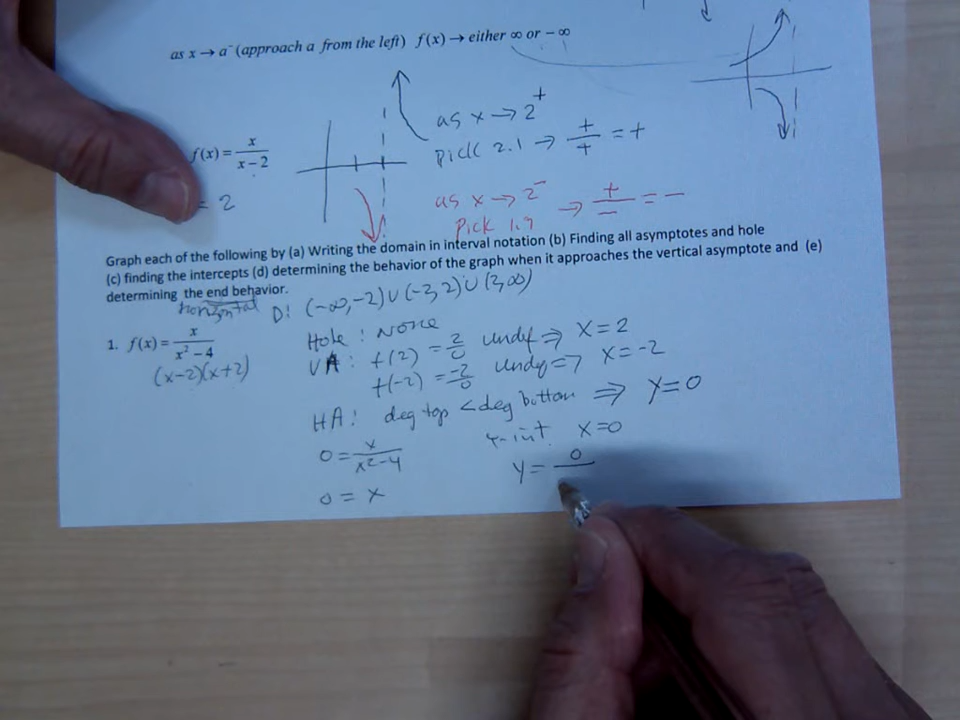 as x → a⁻ (approach a from the left) f(x) → either ∞ or − ∞
as x → 2⁺
pick 2.1 → +/+ = +
f(x) = x/(x − 2)
= 2
as x → 2⁻ → +/− = −
pick 1.9
Graph each of the following by (a) Writing the domain in interval notation (b) Finding all asymptotes and hole
(c) finding the intercepts (d) determining the behavior of the graph when it approaches the vertical asymptote and (e)
determining the end behavior.
horizontal D: (-∞, -2) ∪ (-2, 2) ∪ (2, ∞)
1. f(x) = x/(x² − 4)
(x-2)(x+2)
Hole: None
VA: f(2) = 2/0 undef ⇒ x = 2
f(-2) = -2/0 undef ⇒ x = -2
HA: deg top < deg bottom ⇒ y = 0
0 = x/(x²-4) y-int x=0
0 = x y = 0